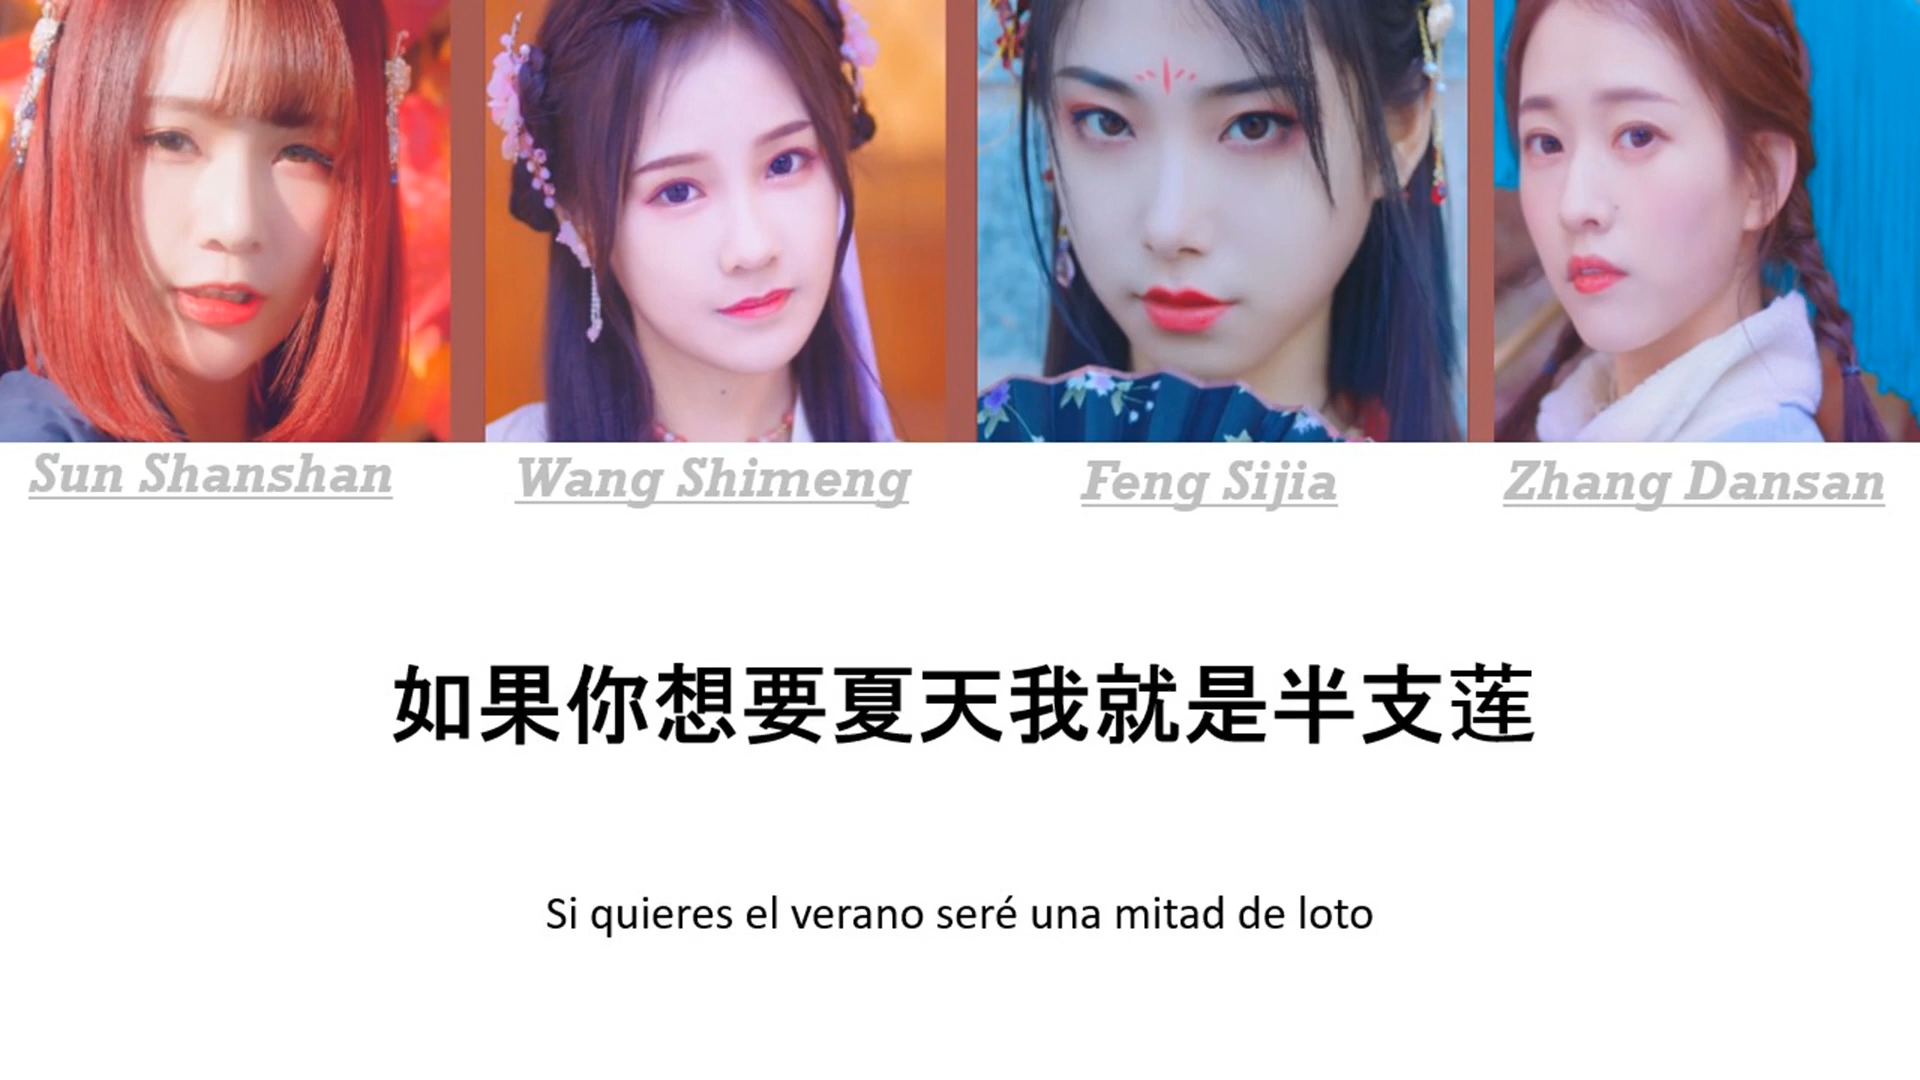 Sun Shanshan
Wang Shimeng
Feng Sijia
Zhang Dansan
如果你想要夏天我就是半支莲
Si quieres el verano seré una mitad de loto